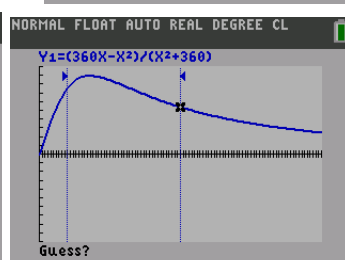 NORMAL FLOAT AUTO REAL DEGREE CL
Y₁=(360X-X²)/(X²+360)
Guess?